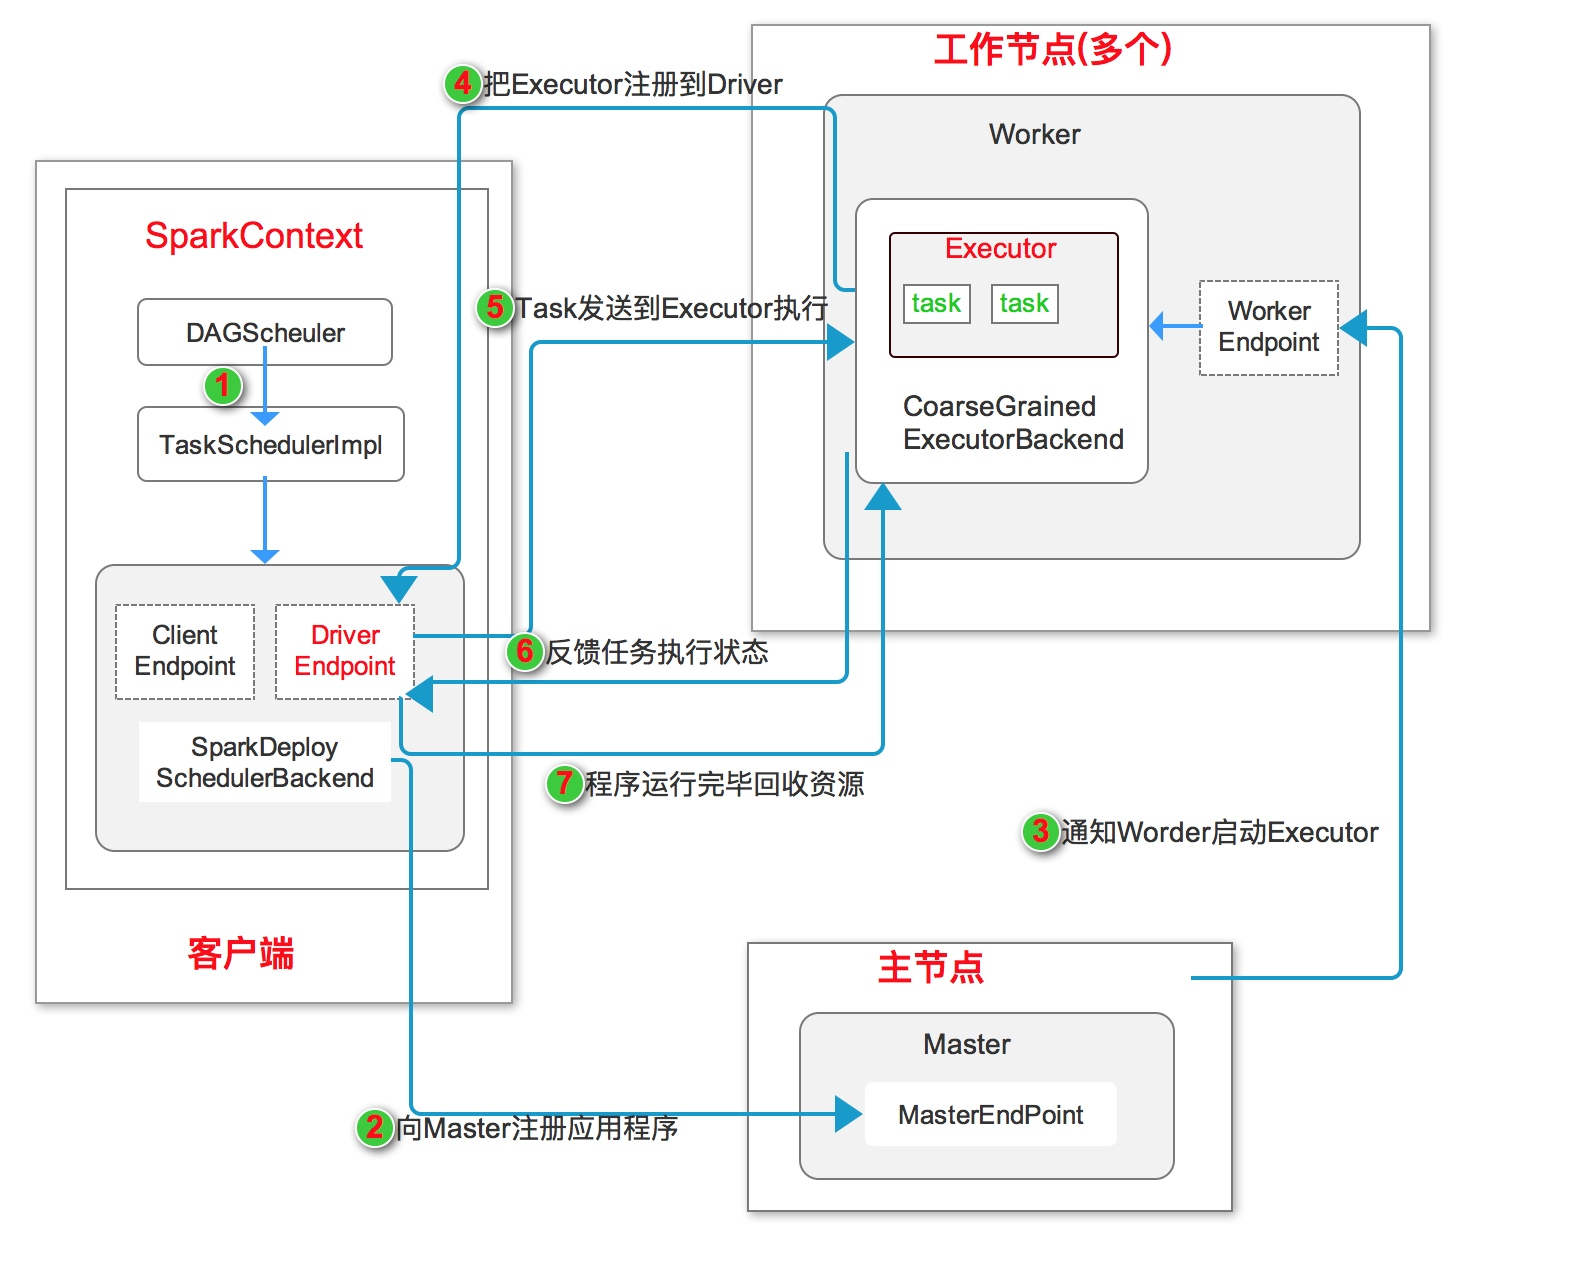 工作节点(多个)
4 把Executor注册到Driver
Worker
SparkContext
Executor
task
task
5 Task发送到Executor执行
Worker
Endpoint
DAGScheuler
1
CoarseGrained
ExecutorBackend
TaskSchedulerImpl
Client
Endpoint
Driver
Endpoint
6 反馈任务执行状态
SparkDeploy
SchedulerBackend
7 程序运行完毕回收资源
3 通知Worder启动Executor
客户端
主节点
Master
MasterEndPoint
2 向Master注册应用程序